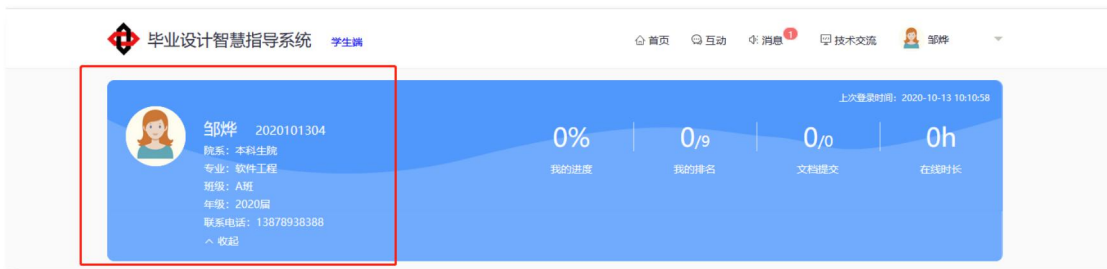 毕业设计智慧指导系统 学生端 首页 互动 消息 1 技术交流 邹烨
上次登录时间：2020-10-13 10:10:58
邹烨 2020101304
院系：本科生院
专业：软件工程
班级：A班
年级：2020届
联系电话：13878938388
收起
0% 0/9 0/0 0h
我的进度 我的排名 文档提交 在线时长